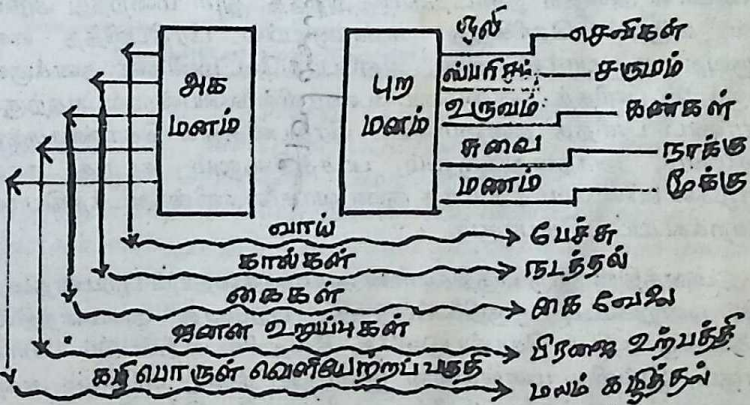 ஒலி செவிகள்
அக மனம் புற மனம்
ஸ்பரிசம் சருமம்
உருவம் கண்கள்
சுவை நாக்கு
மணம் மூக்கு
வாய் பேச்சு
கால்கள் நடத்தல்
கைகள் கை வேலை
ஜனன உறுப்புகள் பிரஜை உற்பத்தி
கழிபொருள் வெளியேற்றப் பகுதி மலம் கழித்தல்